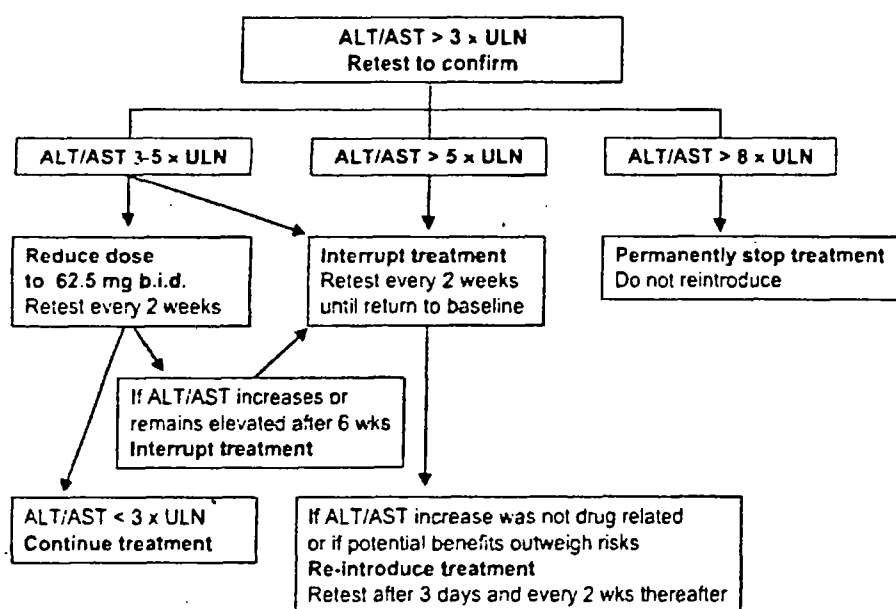 ALT/AST > 3 x ULN
Retest to confirm
ALT/AST 3-5 x ULN
ALT/AST > 5 x ULN
ALT/AST > 8 x ULN
Reduce dose
to 62.5 mg b.i.d.
Retest every 2 weeks
Interrupt treatment
Retest every 2 weeks
until return to baseline
Permanently stop treatment
Do not reintroduce
If ALT/AST increases or
remains elevated after 6 wks
Interrupt treatment
ALT/AST < 3 x ULN
Continue treatment
If ALT/AST increase was not drug related
or if potential benefits outweigh risks
Re-introduce treatment
Retest after 3 days and every 2 wks thereafter